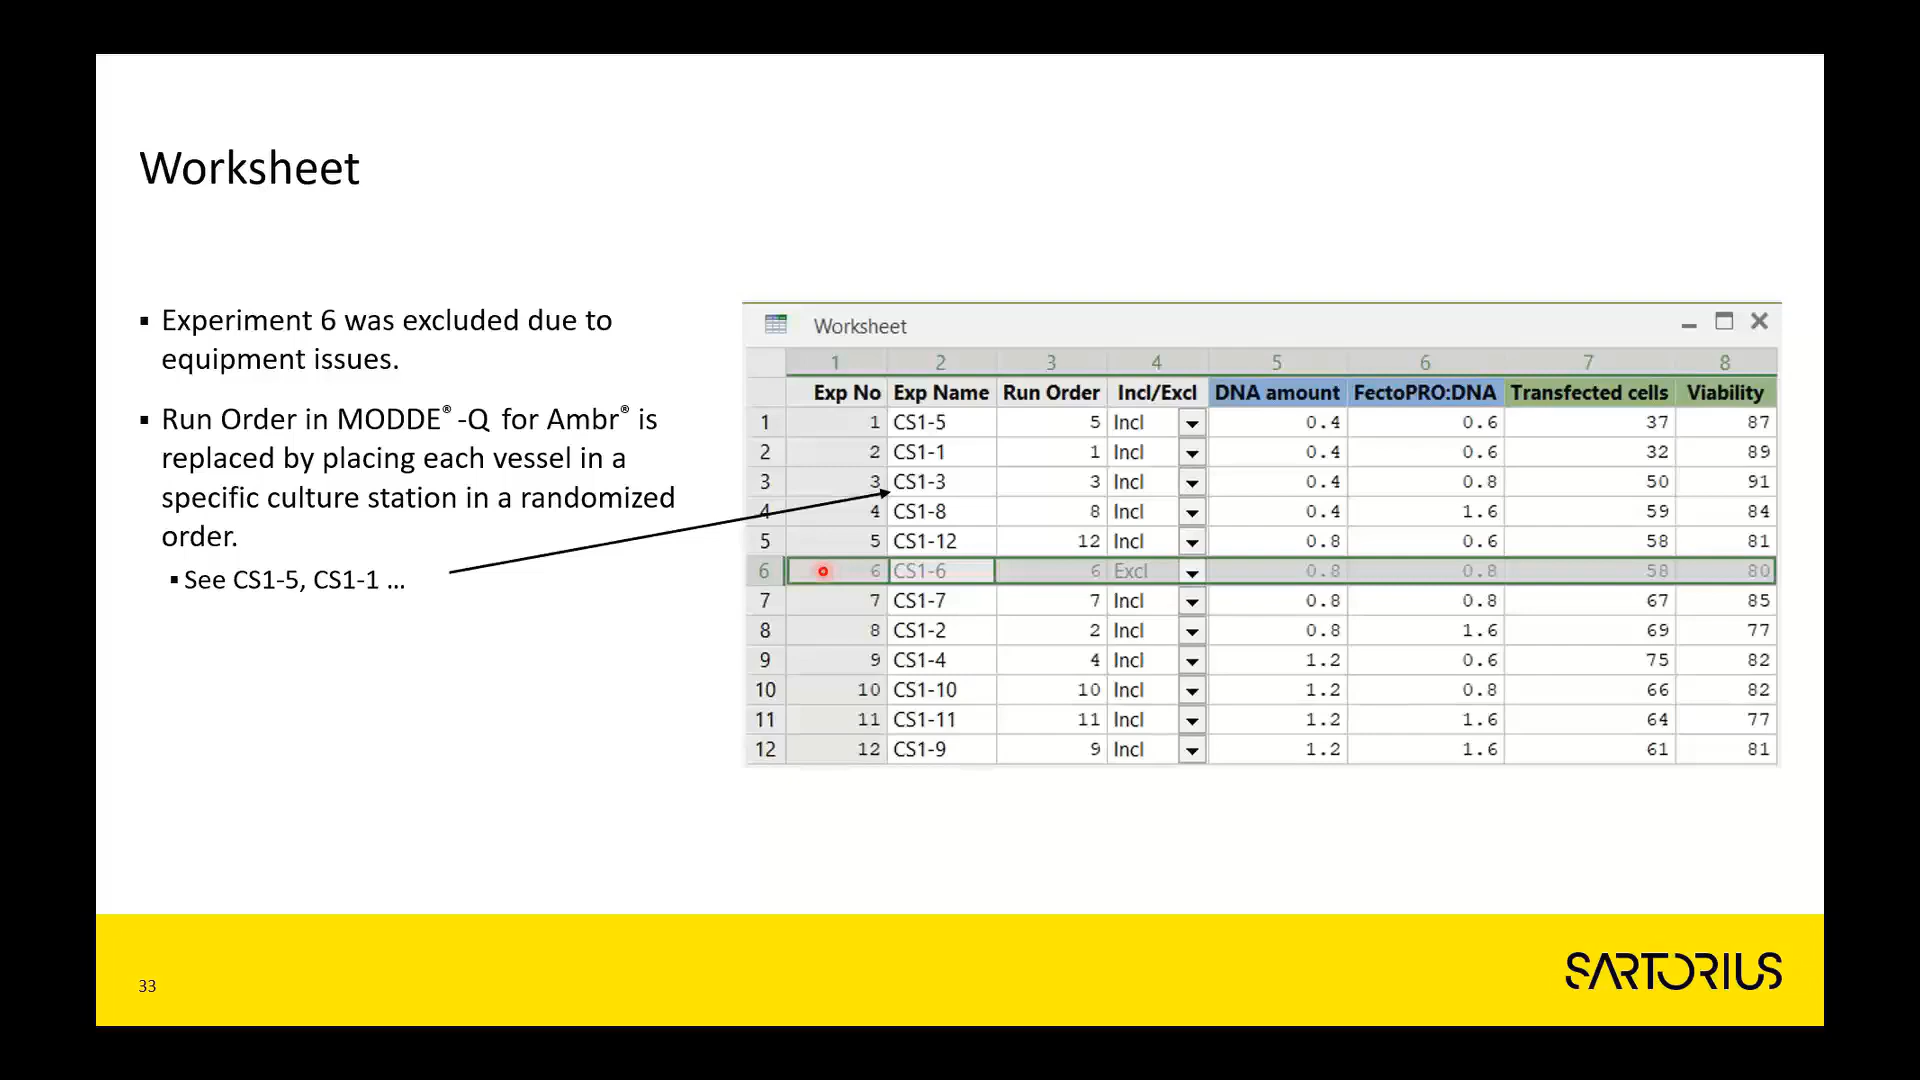 Worksheet
▪ Experiment 6 was excluded due to
equipment issues.
▪ Run Order in MODDE® -Q for Ambr® is
replaced by placing each vessel in a
specific culture station in a randomized
order.
▪ See CS1-5, CS1-1 ...
Worksheet
1 2 3 4 5 6 7 8
Exp No Exp Name Run Order Incl/Excl DNA amount FectoPRO:DNA Transfected cells Viability
1 1 CS1-5 5 Incl 0.4 0.6 37 87
2 2 CS1-1 1 Incl 0.4 0.6 32 89
3 3 CS1-3 3 Incl 0.4 0.8 50 91
4 4 CS1-8 8 Incl 0.4 1.6 59 84
5 5 CS1-12 12 Incl 0.8 0.6 58 81
6 6 CS1-6 6 Excl 0.8 0.8 58 80
7 7 CS1-7 7 Incl 0.8 0.8 67 85
8 8 CS1-2 2 Incl 0.8 1.6 69 77
9 9 CS1-4 4 Incl 1.2 0.6 75 82
10 10 CS1-10 10 Incl 1.2 0.8 66 82
11 11 CS1-11 11 Incl 1.2 1.6 64 77
12 12 CS1-9 9 Incl 1.2 1.6 61 81
33
SARTORIUS